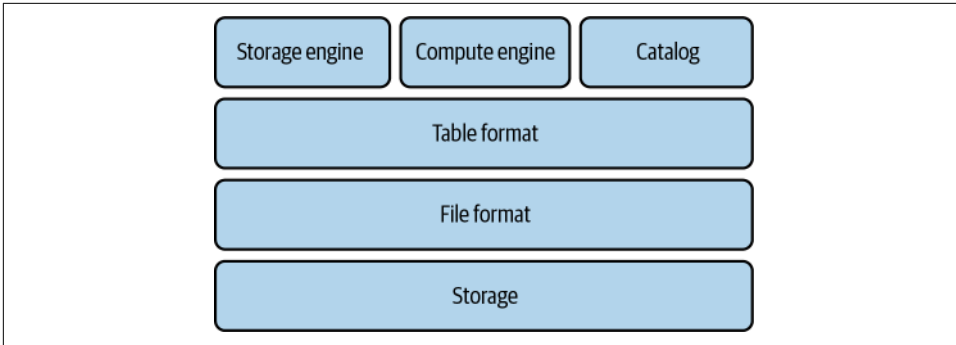 Storage engine
Compute engine
Catalog
Table format
File format
Storage